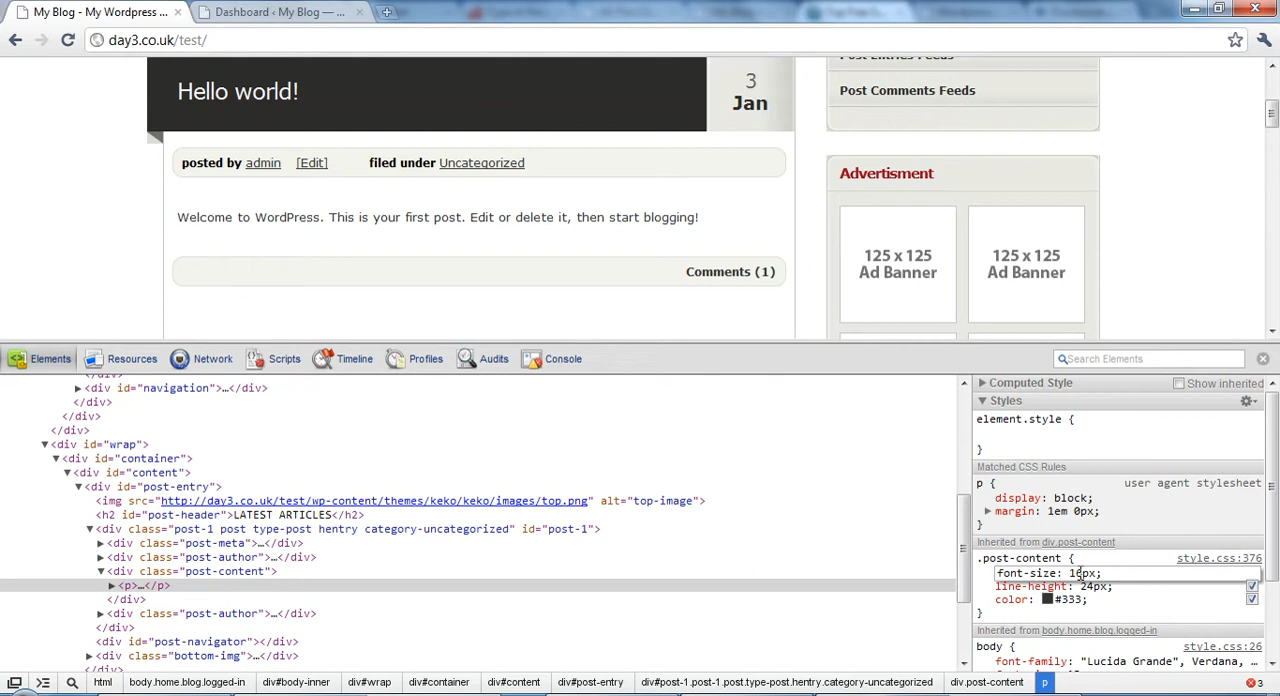 My Blog - My Wordpress ... ×
Dashboard ‹ My Blog — ... ×
day3.co.uk/test/
Hello world!
3
Jan
Post Comments Feeds
posted by admin [Edit] filed under Uncategorized
Advertisment
Welcome to WordPress. This is your first post. Edit or delete it, then start blogging!
125 x 125
Ad Banner
125 x 125
Ad Banner
Comments (1)
Elements Resources Network Scripts Timeline Profiles Audits Console Search Elements
▶<div id="navigation">…</div>
</div>
</div>
</div>
▼<div id="wrap">
▼<div id="container">
▼<div id="content">
▼<div id="post-entry">
<img src="http://day3.co.uk/test/wp-content/themes/keko/keko/images/top.png" alt="top-image">
<h2 id="post-header">LATEST ARTICLES</h2>
▼<div class="post-1 post type-post hentry category-uncategorized" id="post-1">
▶<div class="post-meta">…</div>
▶<div class="post-author">…</div>
▼<div class="post-content">
▶<p>…</p>
</div>
▶<div class="post-author">…</div>
</div>
<div id="post-navigator"></div>
▶<div class="bottom-img">…</div>
</div>
▶ Computed Style Show inherited
▼ Styles
element.style {
}
Matched CSS Rules
p { user agent stylesheet
display: block;
▶ margin: 1em 0px;
}
Inherited from div.post-content
.post-content { style.css:376
font-size: 16px;
line-height: 24px;
color: #333;
}
Inherited from body.home.blog.logged-in
body { style.css:26
font-family: "Lucida Grande", Verdana,
html body.home.blog.logged-in div#body-inner div#wrap div#container div#content div#post-entry div#post-1.post-1.post.type-post.hentry.category-uncategorized div.post-content p 3